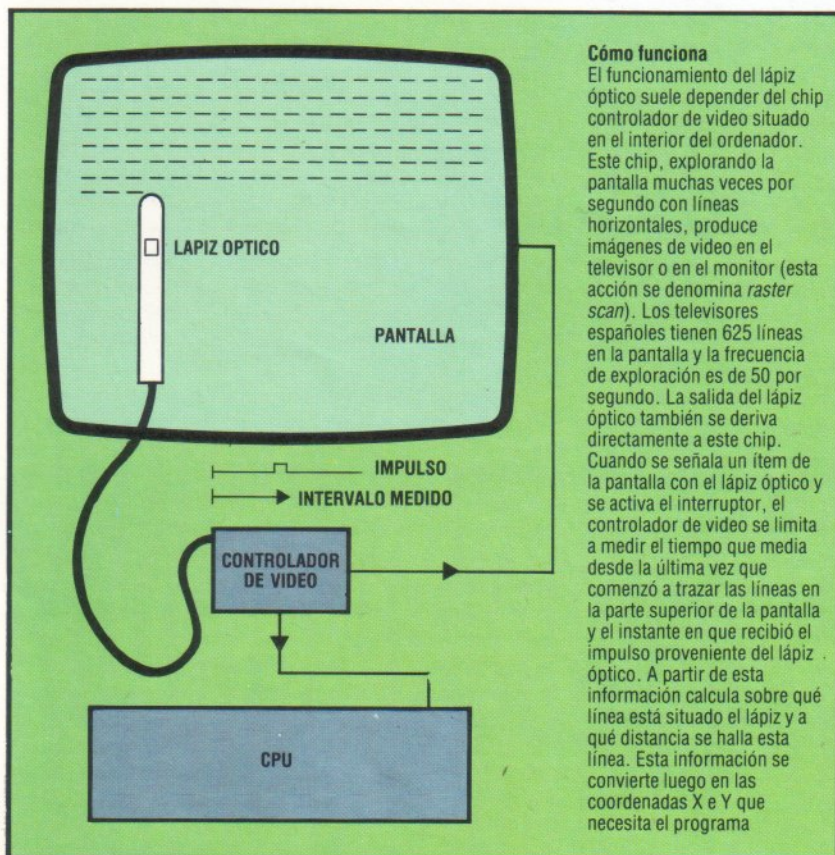 LAPIZ OPTICO
PANTALLA
IMPULSO
INTERVALO MEDIDO
CONTROLADOR
DE VIDEO
CPU
Cómo funciona
El funcionamiento del lápiz
óptico suele depender del chip
controlador de video situado
en el interior del ordenador.
Este chip, explorando la
pantalla muchas veces por
segundo con líneas
horizontales, produce
imágenes de video en el
televisor o en el monitor (esta
acción se denomina raster
scan). Los televisores
españoles tienen 625 líneas
en la pantalla y la frecuencia
de exploración es de 50 por
segundo. La salida del lápiz
óptico también se deriva
directamente a este chip.
Cuando se señala un ítem de
la pantalla con el lápiz óptico y
se activa el interruptor, el
controlador de video se limita
a medir el tiempo que media
desde la última vez que
comenzó a trazar las líneas en
la parte superior de la pantalla
y el instante en que recibió el
impulso proveniente del lápiz
óptico. A partir de esta
información calcula sobre qué
línea está situado el lápiz y a
qué distancia se halla esta
línea. Esta información se
convierte luego en las
coordenadas X e Y que
necesita el programa